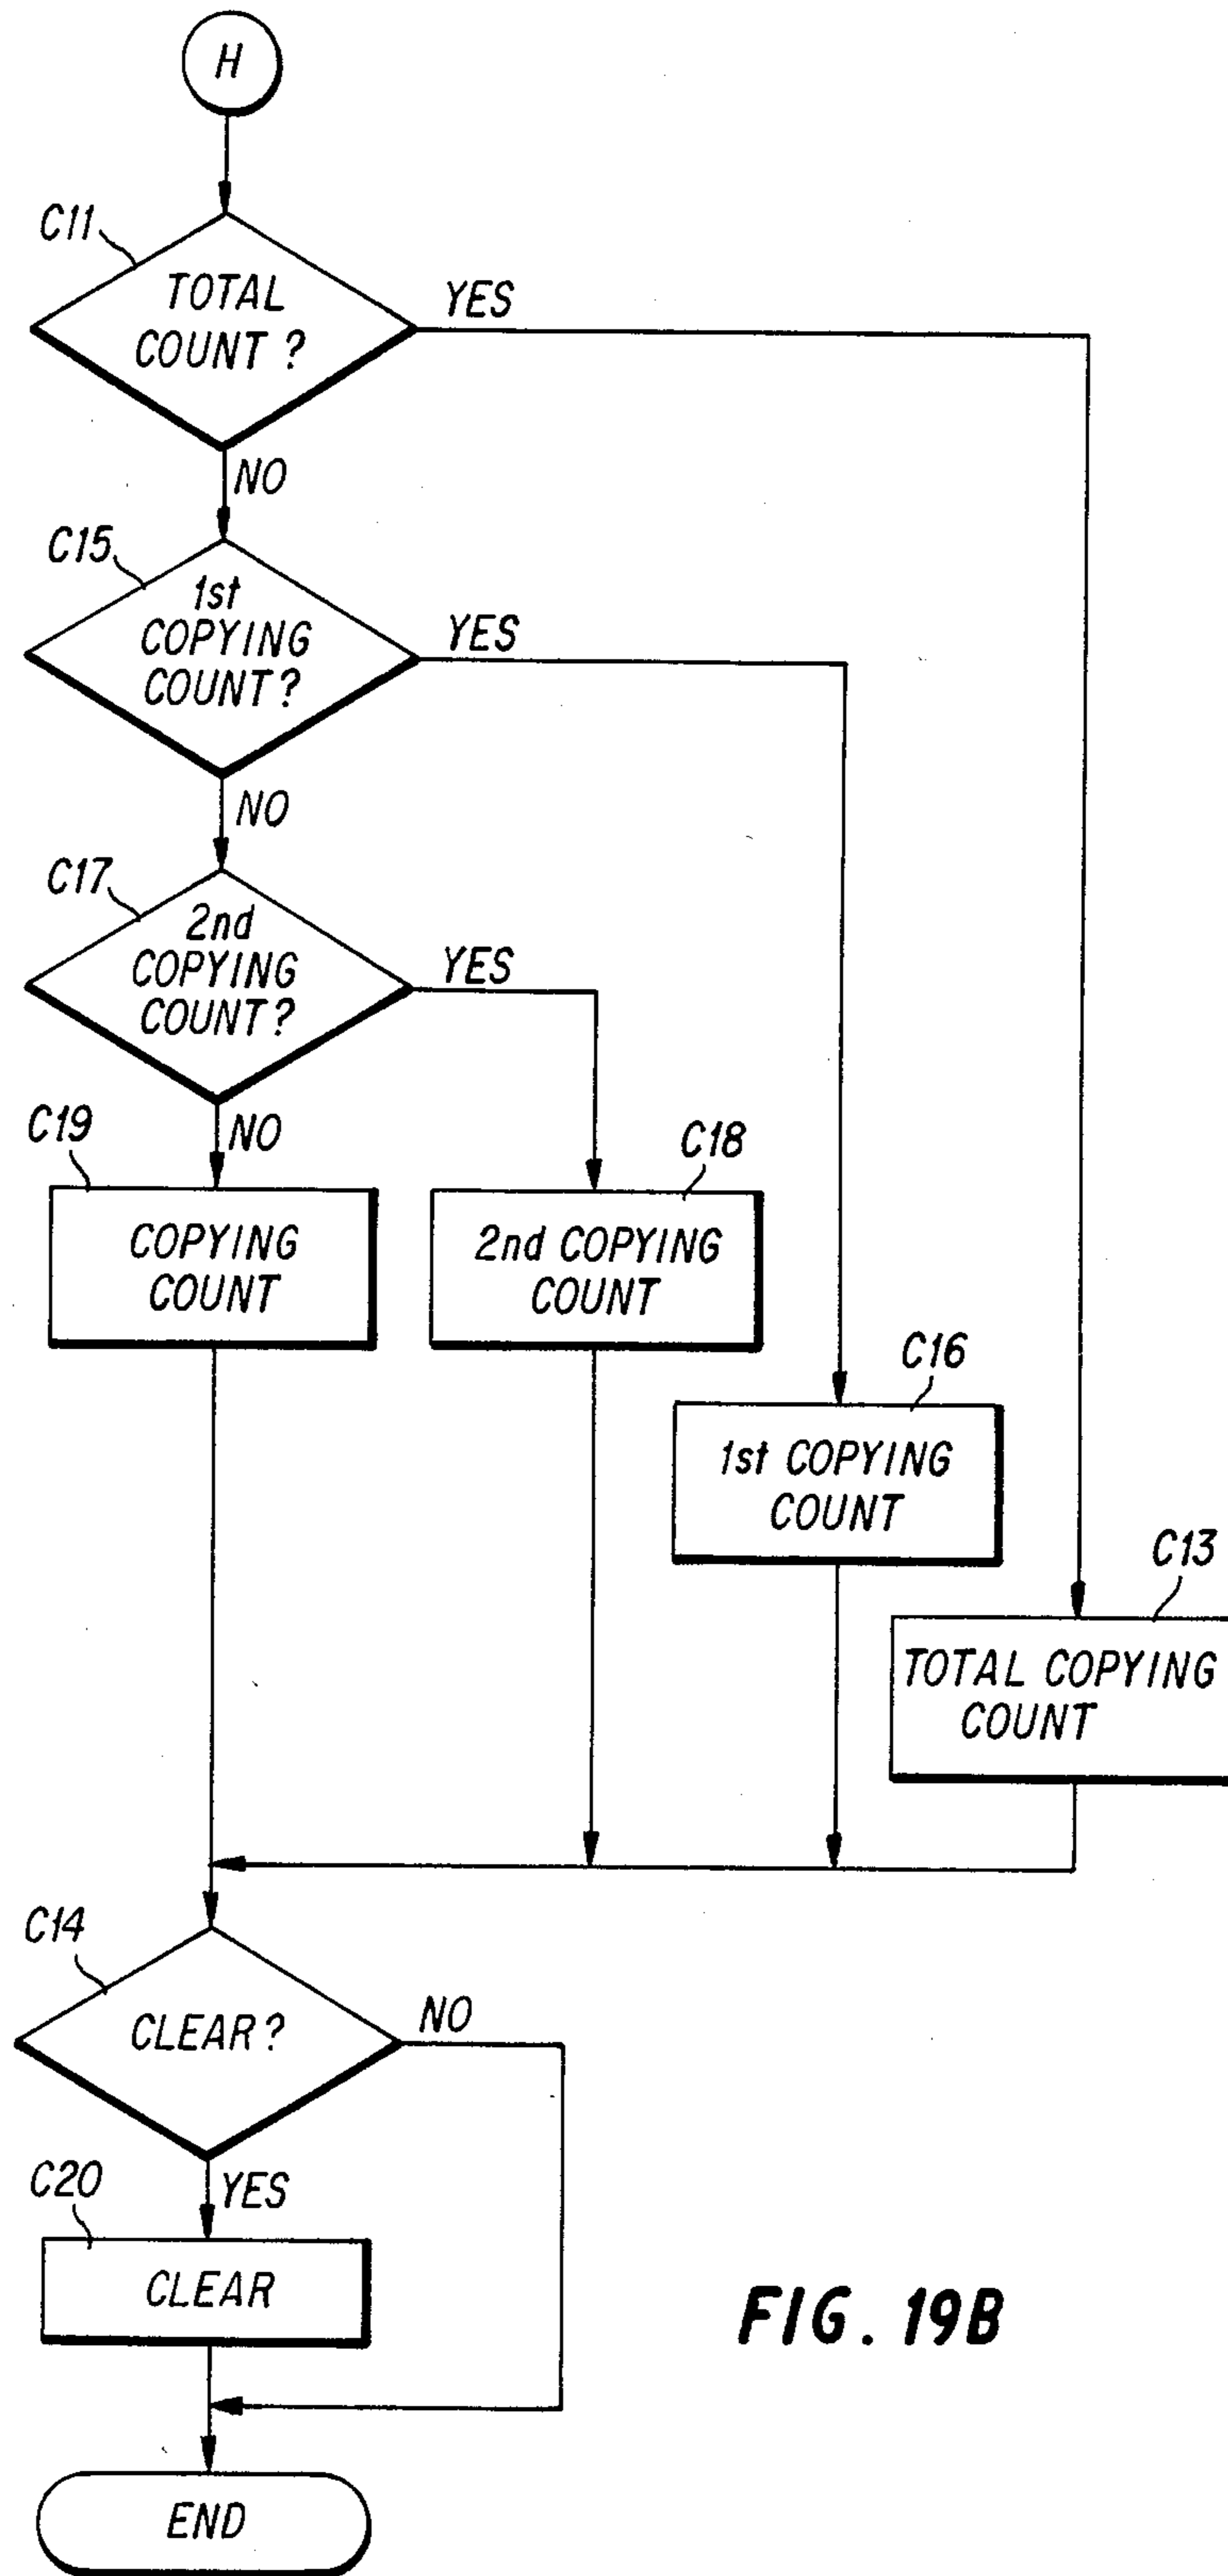 H
C11
TOTAL
COUNT ?
YES
NO
C15
1st
COPYING
COUNT?
YES
NO
C17
2nd
COPYING
COUNT?
YES
NO
C19
COPYING
COUNT
C18
2nd COPYING
COUNT
C16
1st COPYING
COUNT
C13
TOTAL COPYING
COUNT
C14
CLEAR?
NO
YES
C20
CLEAR
END
FIG. 19B